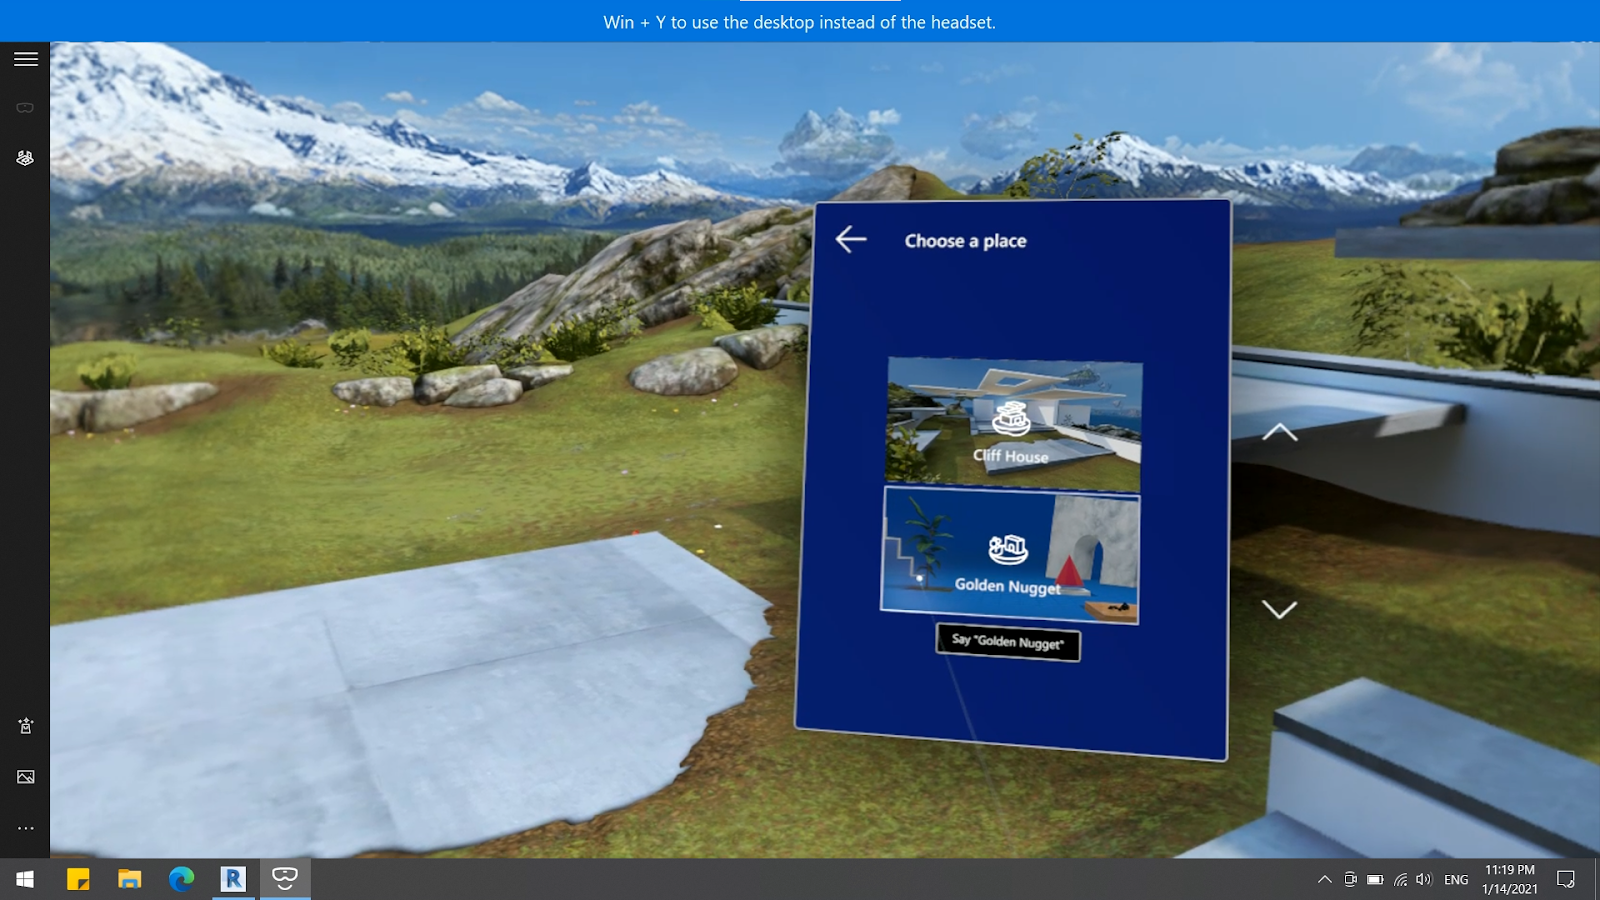 Win + Y to use the desktop instead of the headset.
Choose a place
Cliff House
Golden Nugget
Say "Golden Nugget"
R
ENG
11:19 PM
1/14/2021